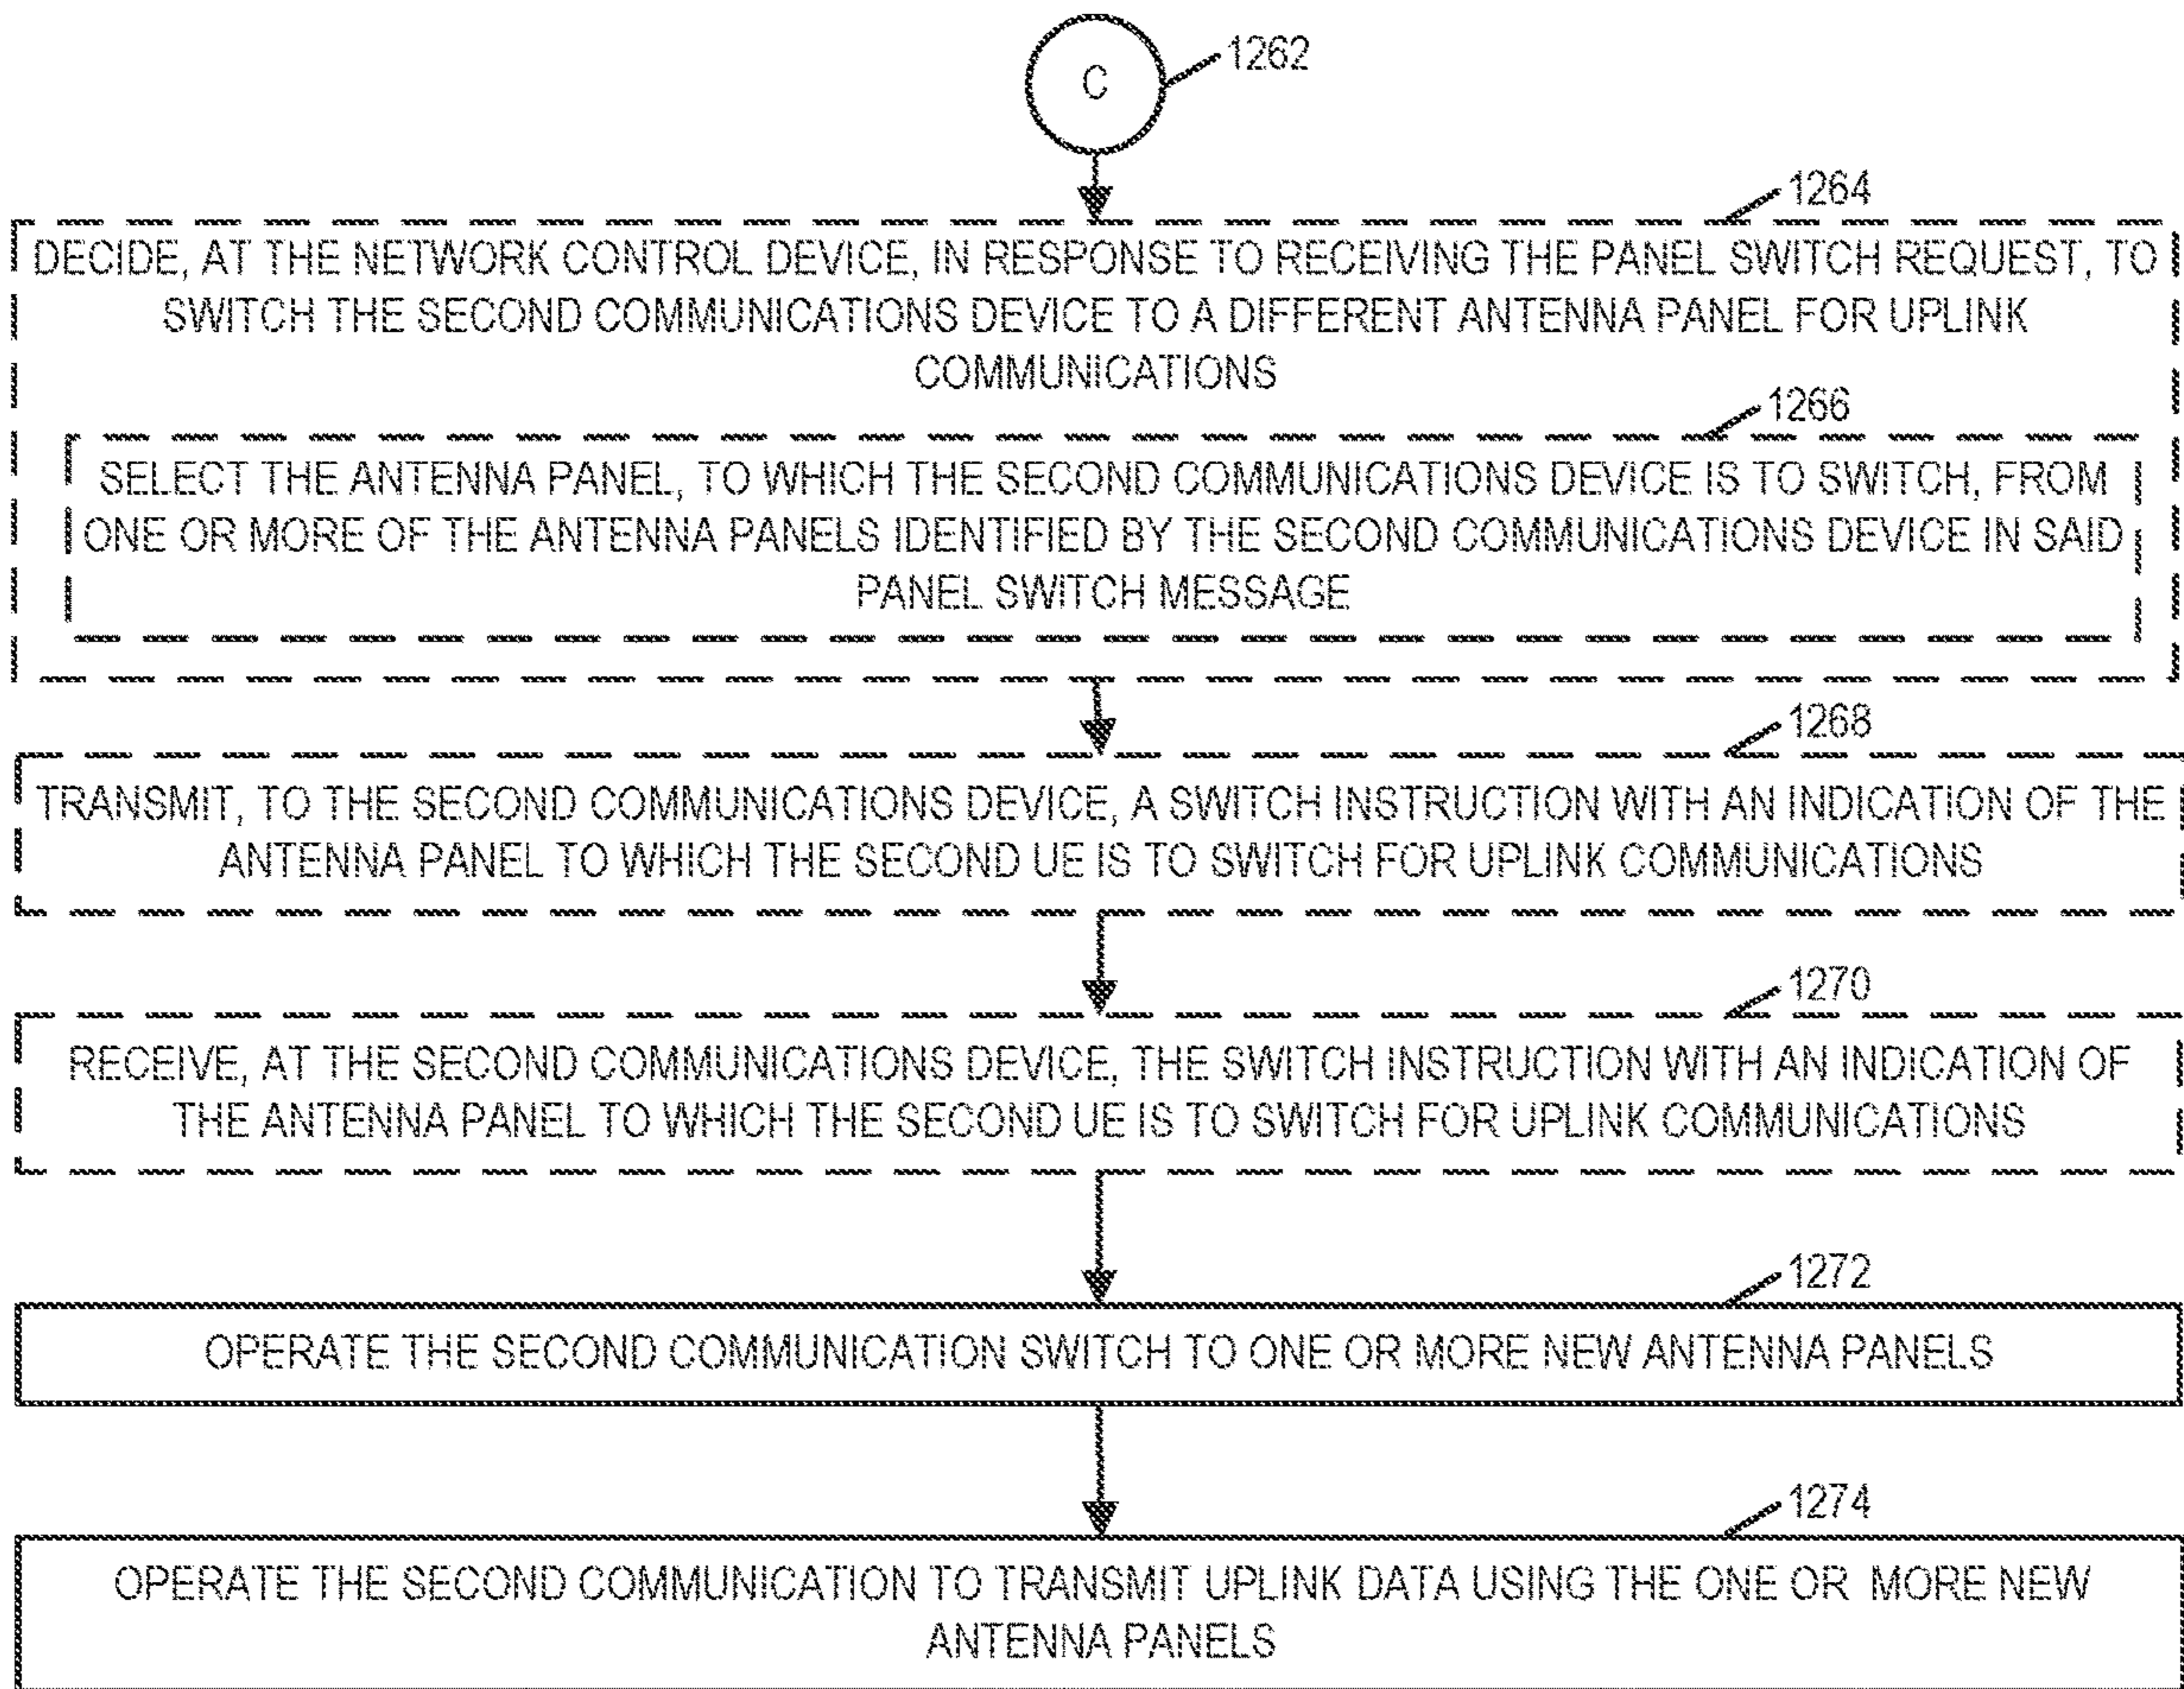 C
1262
1264
DECIDE, AT THE NETWORK CONTROL DEVICE, IN RESPONSE TO RECEIVING THE PANEL SWITCH REQUEST, TO
SWITCH THE SECOND COMMUNICATIONS DEVICE TO A DIFFERENT ANTENNA PANEL FOR UPLINK
COMMUNICATIONS
1266
SELECT THE ANTENNA PANEL, TO WHICH THE SECOND COMMUNICATIONS DEVICE IS TO SWITCH, FROM
ONE OR MORE OF THE ANTENNA PANELS IDENTIFIED BY THE SECOND COMMUNICATIONS DEVICE IN SAID
PANEL SWITCH MESSAGE
1268
TRANSMIT, TO THE SECOND COMMUNICATIONS DEVICE, A SWITCH INSTRUCTION WITH AN INDICATION OF THE
ANTENNA PANEL TO WHICH THE SECOND UE IS TO SWITCH FOR UPLINK COMMUNICATIONS
1270
RECEIVE, AT THE SECOND COMMUNICATIONS DEVICE, THE SWITCH INSTRUCTION WITH AN INDICATION OF
THE ANTENNA PANEL TO WHICH THE SECOND UE IS TO SWITCH FOR UPLINK COMMUNICATIONS
1272
OPERATE THE SECOND COMMUNICATION SWITCH TO ONE OR MORE NEW ANTENNA PANELS
1274
OPERATE THE SECOND COMMUNICATION TO TRANSMIT UPLINK DATA USING THE ONE OR MORE NEW
ANTENNA PANELS